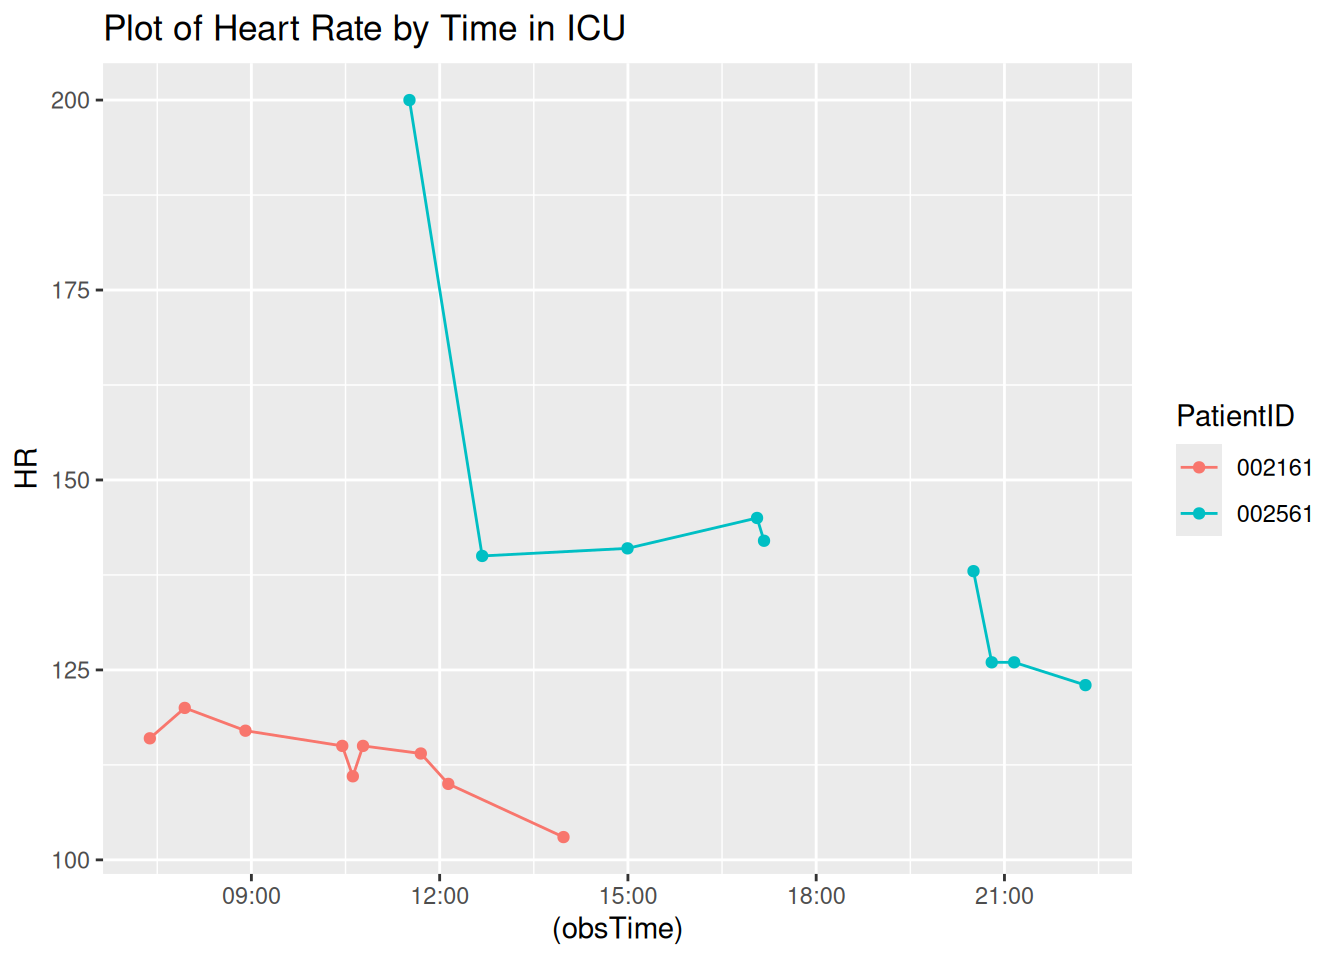 Plot of Heart Rate by Time in ICU
200
175
150
125
100
HR
09:00 12:00 15:00 18:00 21:00
(obsTime)
PatientID
002161
002561